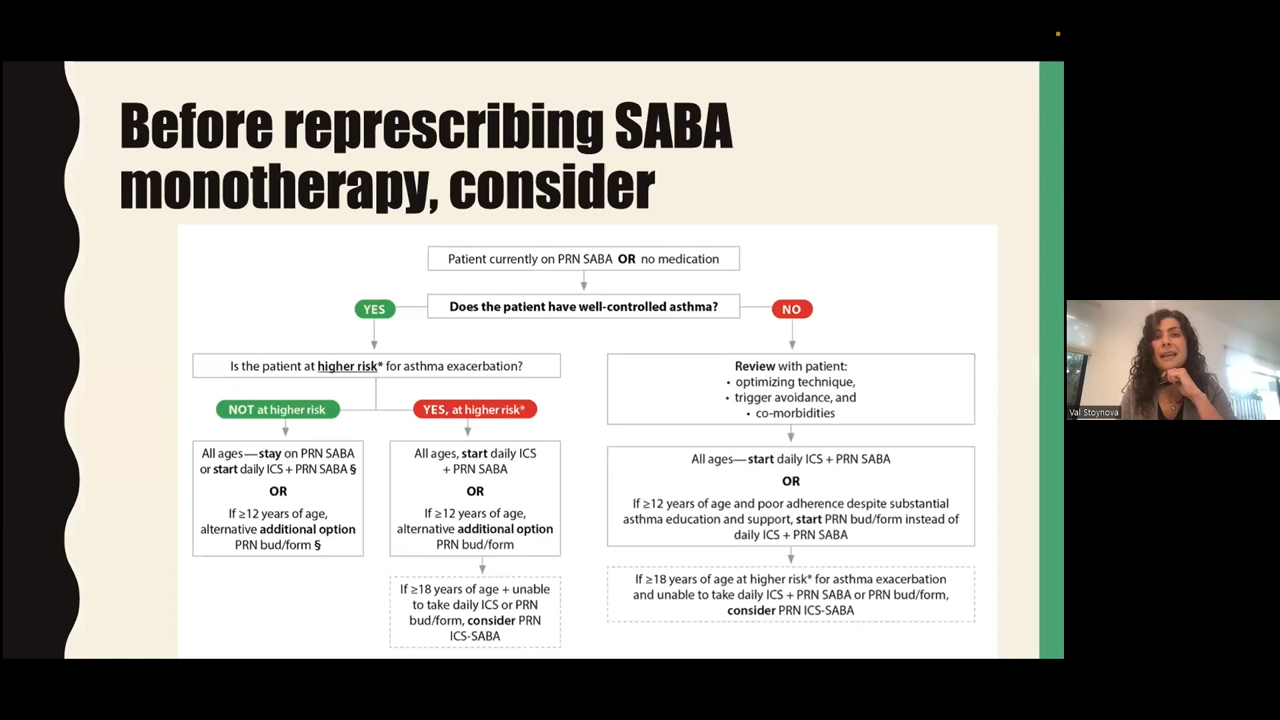 Before represcribing SABA
monotherapy, consider
Patient currently on PRN SABA OR no medication
Does the patient have well-controlled asthma?
YES
NO
Is the patient at higher risk* for asthma exacerbation?
NOT at higher risk
YES, at higher risk*
All ages—stay on PRN SABA
or start daily ICS + PRN SABA §
OR
If ≥12 years of age,
alternative additional option
PRN bud/form §
All ages, start daily ICS
+ PRN SABA
OR
If ≥12 years of age,
alternative additional option
PRN bud/form
If ≥18 years of age + unable
to take daily ICS or PRN
bud/form, consider PRN
ICS-SABA
Review with patient:
• optimizing technique,
• trigger avoidance, and
• co-morbidities
All ages—start daily ICS + PRN SABA
OR
If ≥12 years of age and poor adherence despite substantial
asthma education and support, start PRN bud/form instead of
daily ICS + PRN SABA
If ≥18 years of age at higher risk* for asthma exacerbation
and unable to take daily ICS + PRN SABA or PRN bud/form,
consider PRN ICS-SABA
Val Stoynova